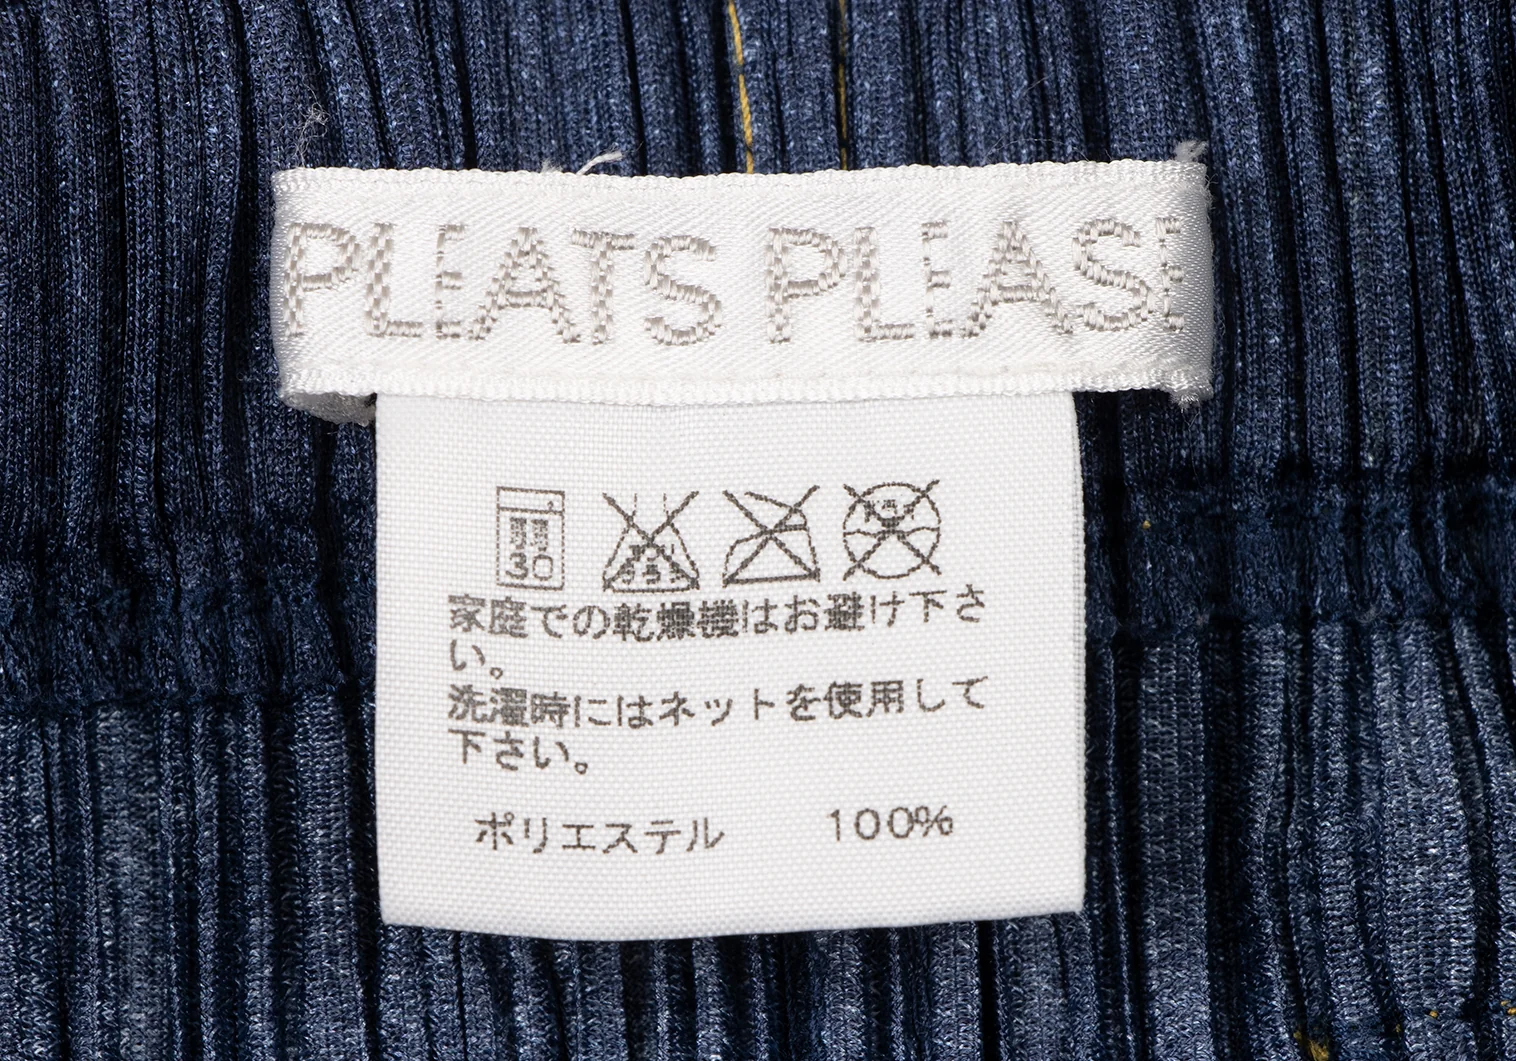 PLEATS PLEASE
弱
30
家庭での乾燥機はお避け下さ
い。
洗濯時にはネットを使用して
下さい。
ポリエステル 100%